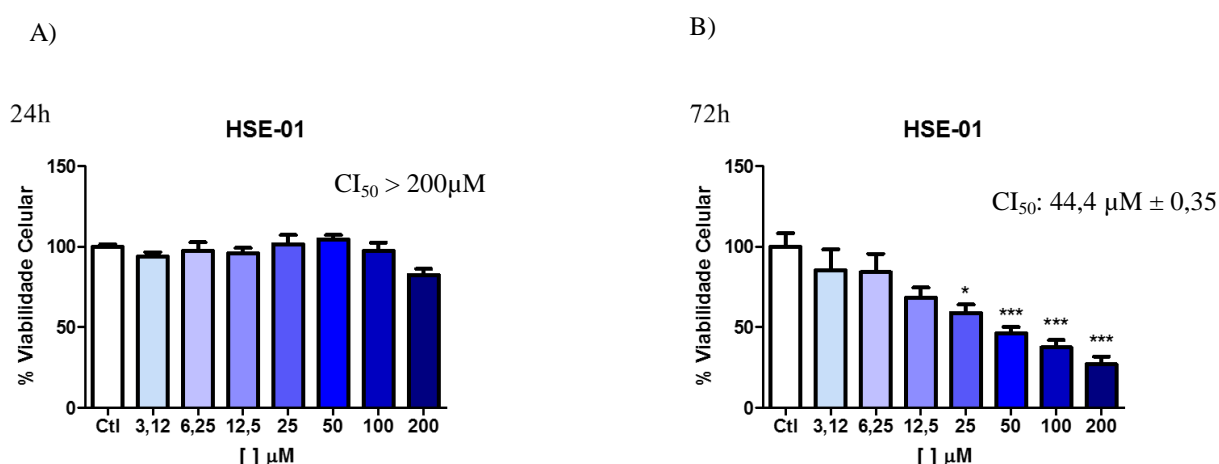 A)
24h
HSE-01
CI50 > 200µM
% Viabilidade Celular
150
100
50
0
Ctl 3,12 6,25 12,5 25 50 100 200
[ ] µM
B)
72h
HSE-01
CI50: 44,4 µM ± 0,35
% Viabilidade Celular
150
100
50
0
* *** *** ***
Ctl 3,12 6,25 12,5 25 50 100 200
[ ] µM